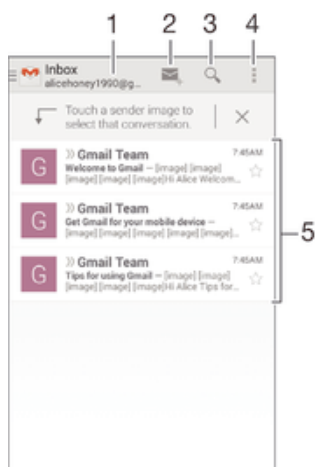 1 2 3 4
Inbox
alicehoney1990@g...
Touch a sender image to
select that conversation.
G
» Gmail Team 7:45AM
Welcome to Gmail – [image] [image]
[image] [image] [image]Hi Alice Welcom...
G
» Gmail Team 7:45AM
Get Gmail for your mobile device –
[image] [image] [image] [image] [image]...
G
» Gmail Team 7:45AM
Tips for using Gmail – [image] [image]
[image] [image] [image]Hi Alice Tips for...
5